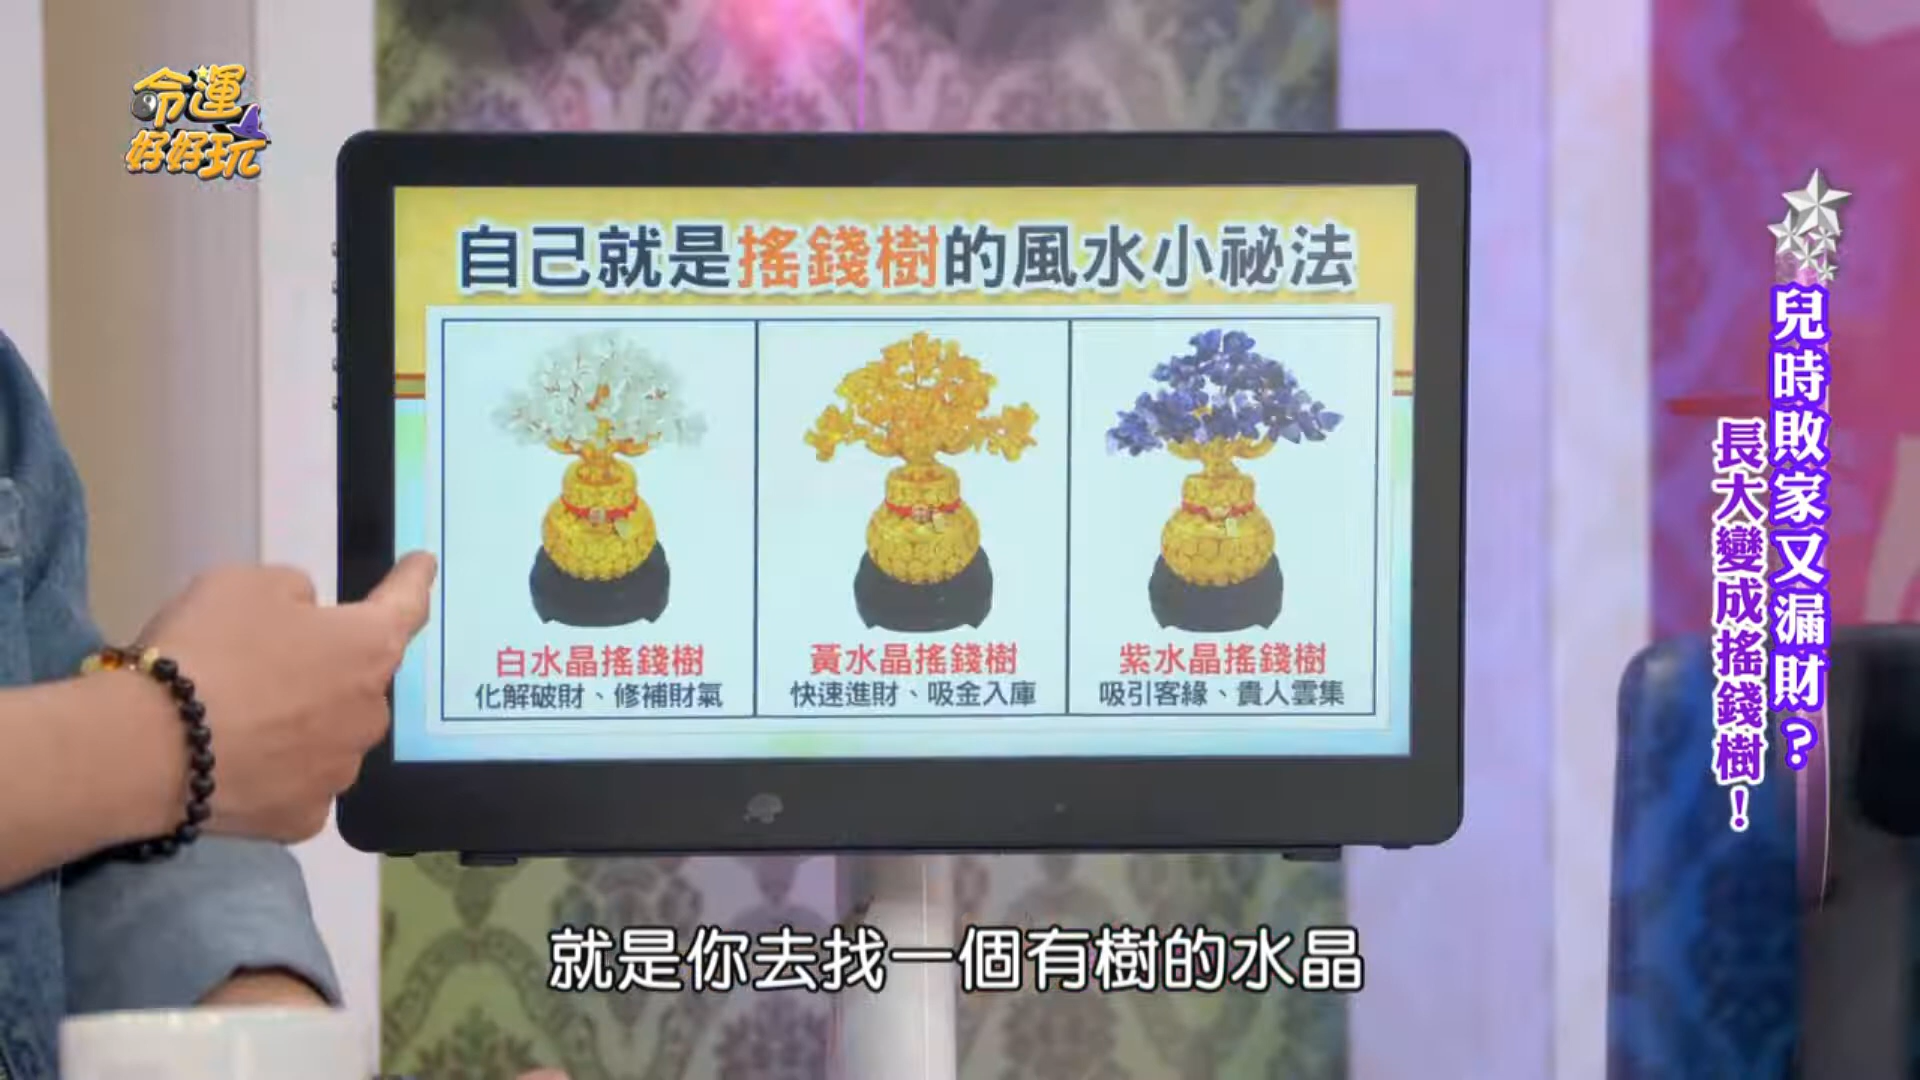 命運
好好玩
自己就是搖錢樹的風水小祕法
白水晶搖錢樹
化解破財、修補財氣
黃水晶搖錢樹
快速進財、吸金入庫
紫水晶搖錢樹
吸引客緣、貴人雲集
兒時敗家又漏財？
長大變成搖錢樹！
就是你去找一個有樹的水晶